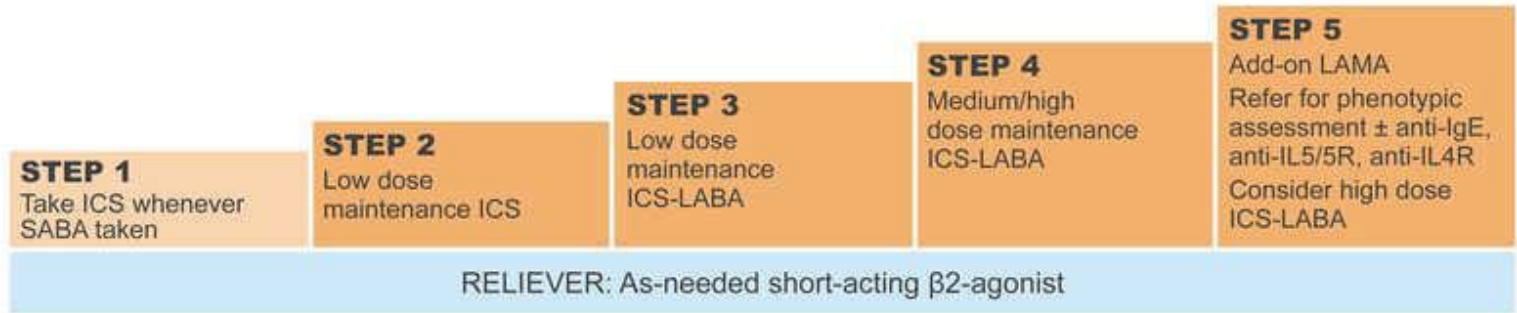 STEP 1
Take ICS whenever
SABA taken
STEP 2
Low dose
maintenance ICS
STEP 3
Low dose
maintenance
ICS-LABA
STEP 4
Medium/high
dose maintenance
ICS-LABA
STEP 5
Add-on LAMA
Refer for phenotypic
assessment ± anti-IgE,
anti-IL5/5R, anti-IL4R
Consider high dose
ICS-LABA
RELIEVER: As-needed short-acting β2-agonist